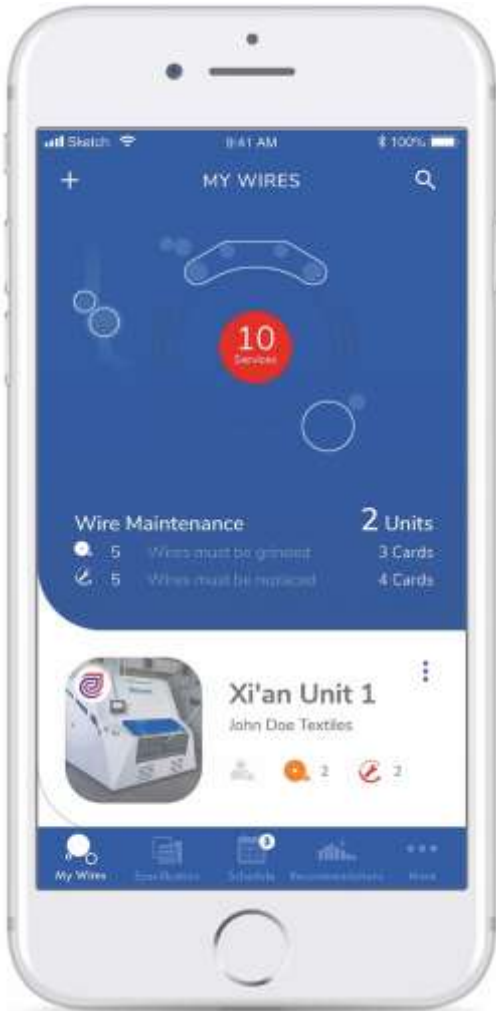 Sketch 9:41 AM 100%
MY WIRES
10
Services
Wire Maintenance 2 Units
5 Wires must be grinded 3 Cards
5 Wires must be replaced 4 Cards
Xi'an Unit 1
John Doe Textiles
2 2
3
My Wires Specification Schedule Recommendations More